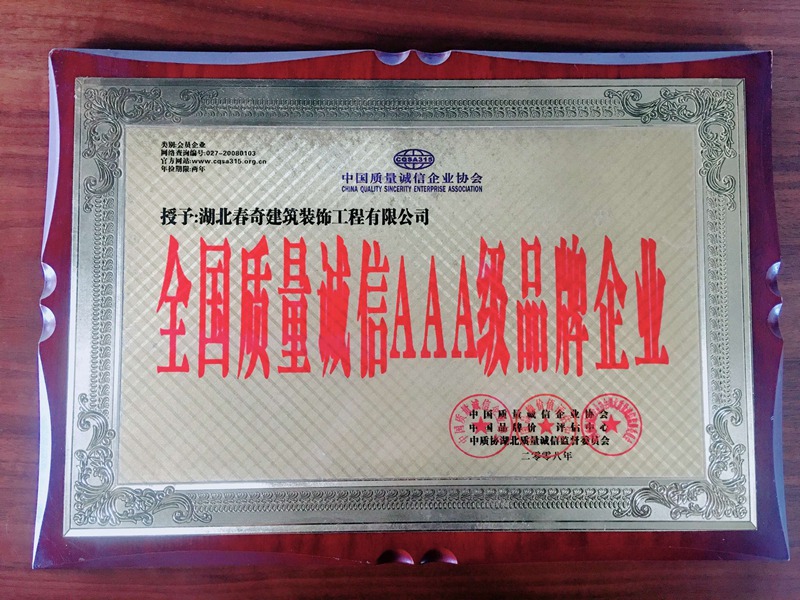 类别:会员企业
网络查询编号:027-20080103
官方网站:www.cqsa315.org.cn
年检期限:两年
CQSA315
中国质量诚信企业协会
CHINA QUALITY SINCERITY ENTERPRISE ASSOCIATION
授予:湖北春奇建筑装饰工程有限公司
全国质量诚信AAA级品牌企业
中国质量诚信企业协会
中国品牌价 评估中心
中质协湖北质量诚信监督委员会
二零零八年